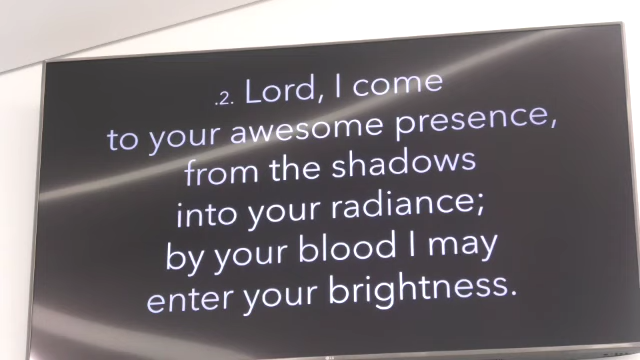 .2. Lord, I come
to your awesome presence,
from the shadows
into your radiance;
by your blood I may
enter your brightness.